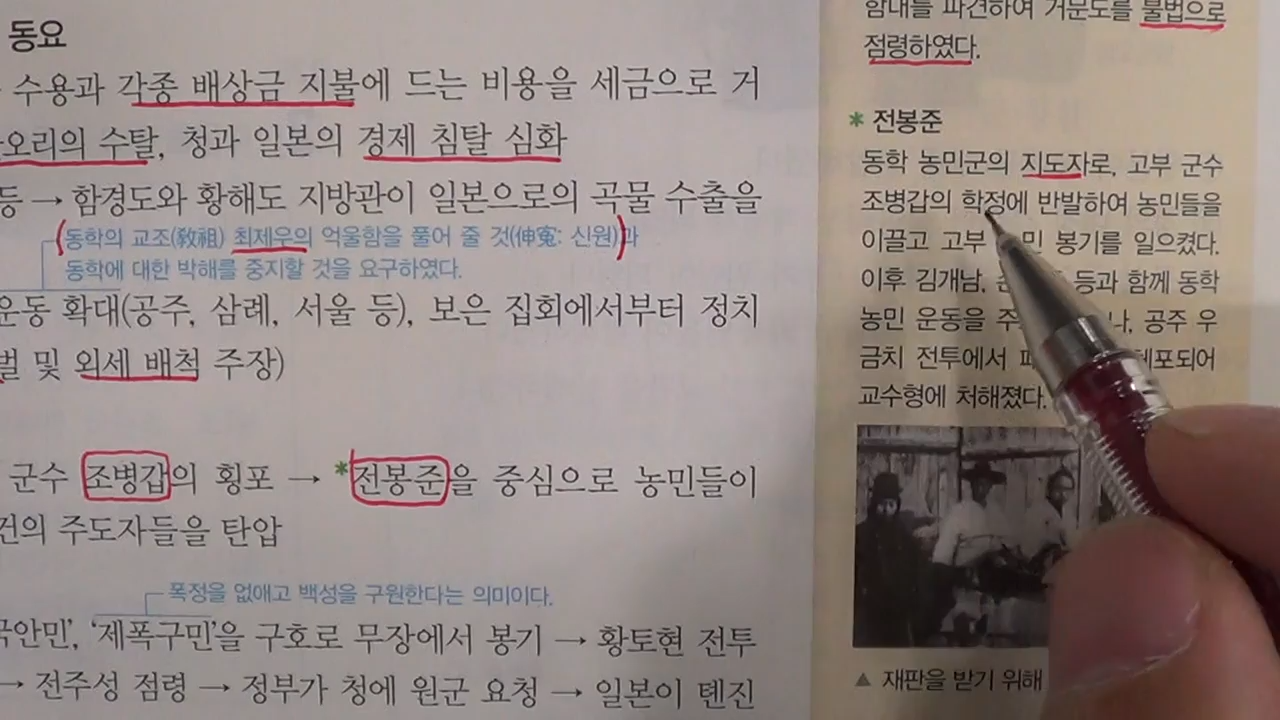 동요
수용과 각종 배상금 지불에 드는 비용을 세금으로 거
오리의 수탈, 청과 일본의 경제 침탈 심화
등 → 함경도와 황해도 지방관이 일본으로의 곡물 수출을
동학의 교조(敎祖) 최제우의 억울함을 풀어 줄 것(伸冤: 신원)과
동학에 대한 박해를 중지할 것을 요구하였다.
운동 확대(공주, 삼례, 서울 등), 보은 집회에서부터 정치
벌 및 외세 배척 주장)
군수 조병갑의 횡포 → *전봉준을 중심으로 농민들이
건의 주도자들을 탄압
폭정을 없애고 백성을 구원한다는 의미이다.
국안민', '제폭구민'을 구호로 무장에서 봉기 → 황토현 전투
→ 전주성 점령 → 정부가 청에 원군 요청 → 일본이 톈진
함대를 파견하여 거문도를 불법으로
점령하였다.
* 전봉준
동학 농민군의 지도자로, 고부 군수
조병갑의 학정에 반발하여 농민들을
이끌고 고부 민 봉기를 일으켰다.
이후 김개남, 등과 함께 동학
농민 운동을 주 나, 공주 우
금치 전투에서 체포되어
교수형에 처해졌다.
▲ 재판을 받기 위해